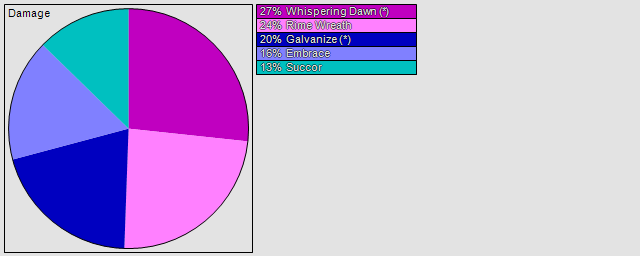 Damage
27% Whispering Dawn (*)
24% Rime Wreath
20% Galvanize (*)
16% Embrace
13% Succor